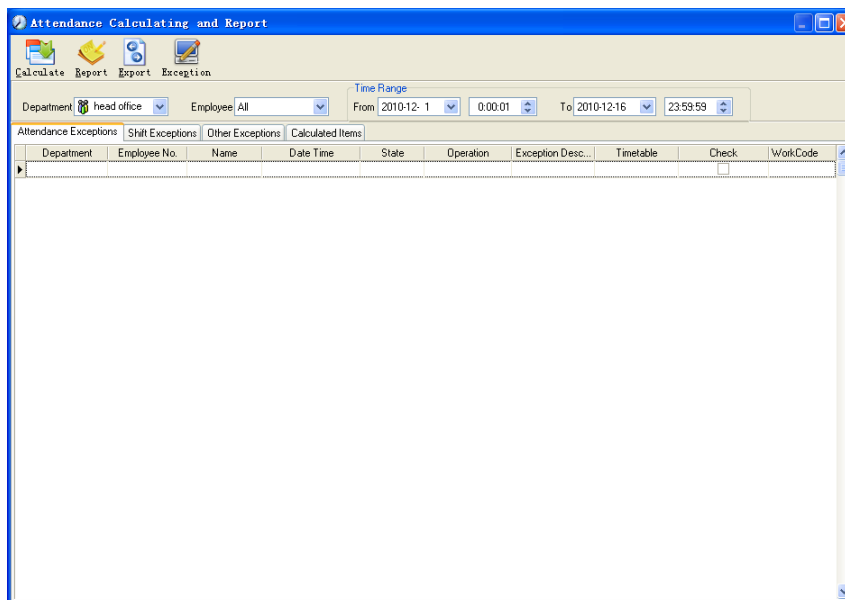 Attendance Calculating and Report
Calculate Report Export Exception
Time Range
Department head office Employee All From 2010-12- 1 0:00:01 To 2010-12-16 23:59:59
Attendance Exceptions Shift Exceptions Other Exceptions Calculated Items
Department Employee No. Name Date Time State Operation Exception Desc... Timetable Check WorkCode